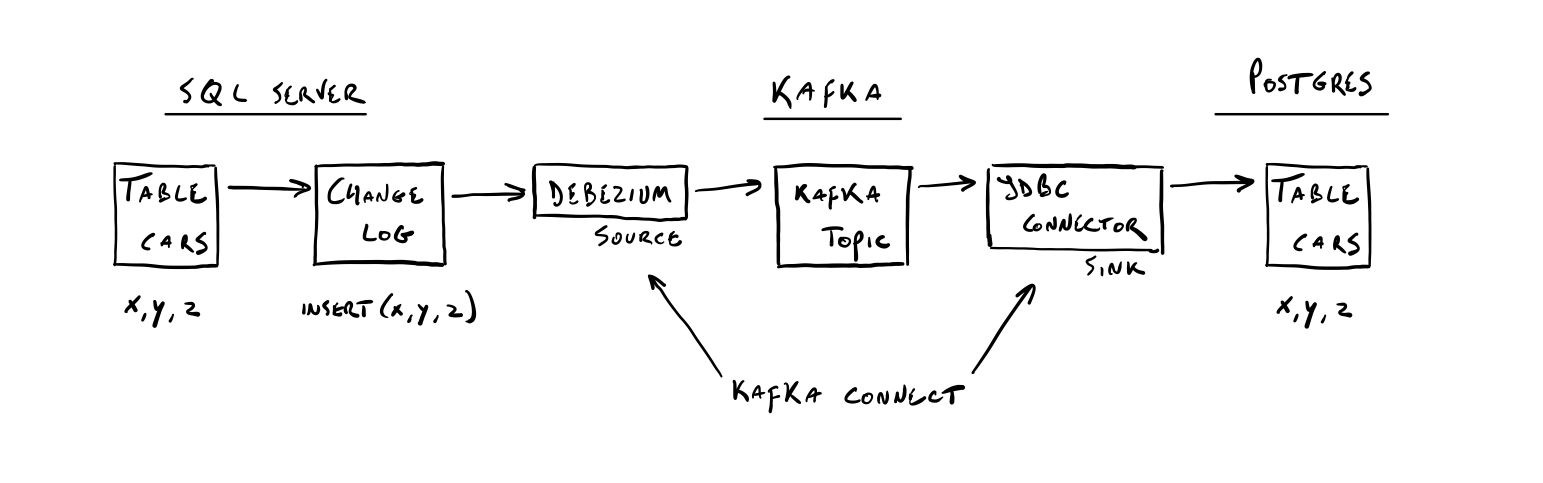 SQL SERVER
KAFKA
POSTGRES
TABLE
CARS
CHANGE
LOG
DEBEZIUM
SOURCE
KAFKA
TOPIC
JDBC
CONNECTOR
SINK
TABLE
CARS
X, Y, Z
INSERT (X, Y, Z)
X, Y, Z
KAFKA CONNECT